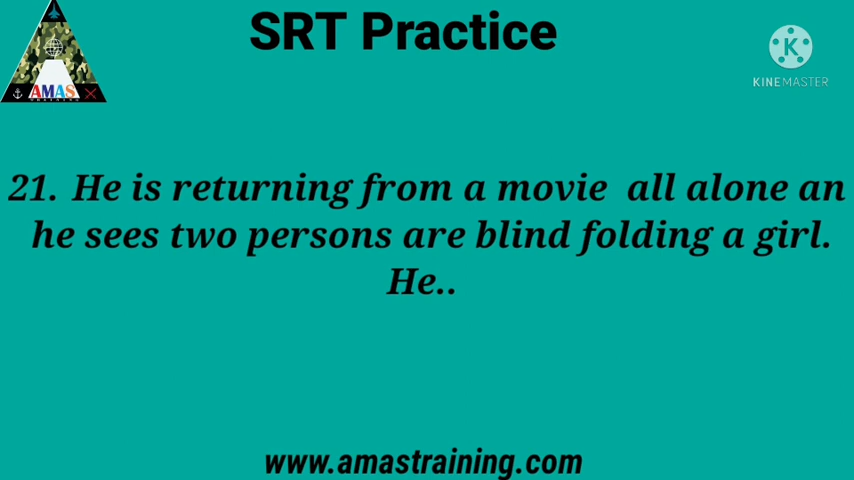 SRT Practice
AMAS
KINEMASTER
21. He is returning from a movie all alone an
he sees two persons are blind folding a girl.
He..
www.amastraining.com